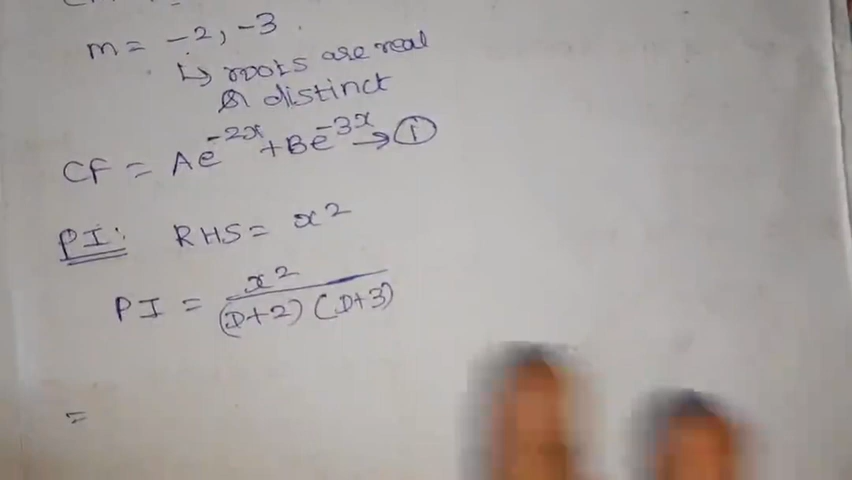 m = -2, -3
↳ roots are real
& distinct
CF = Ae^-2x + Be^-3x → ①
PI: RHS = x^2
PI = x^2 / (D+2) (D+3)
=